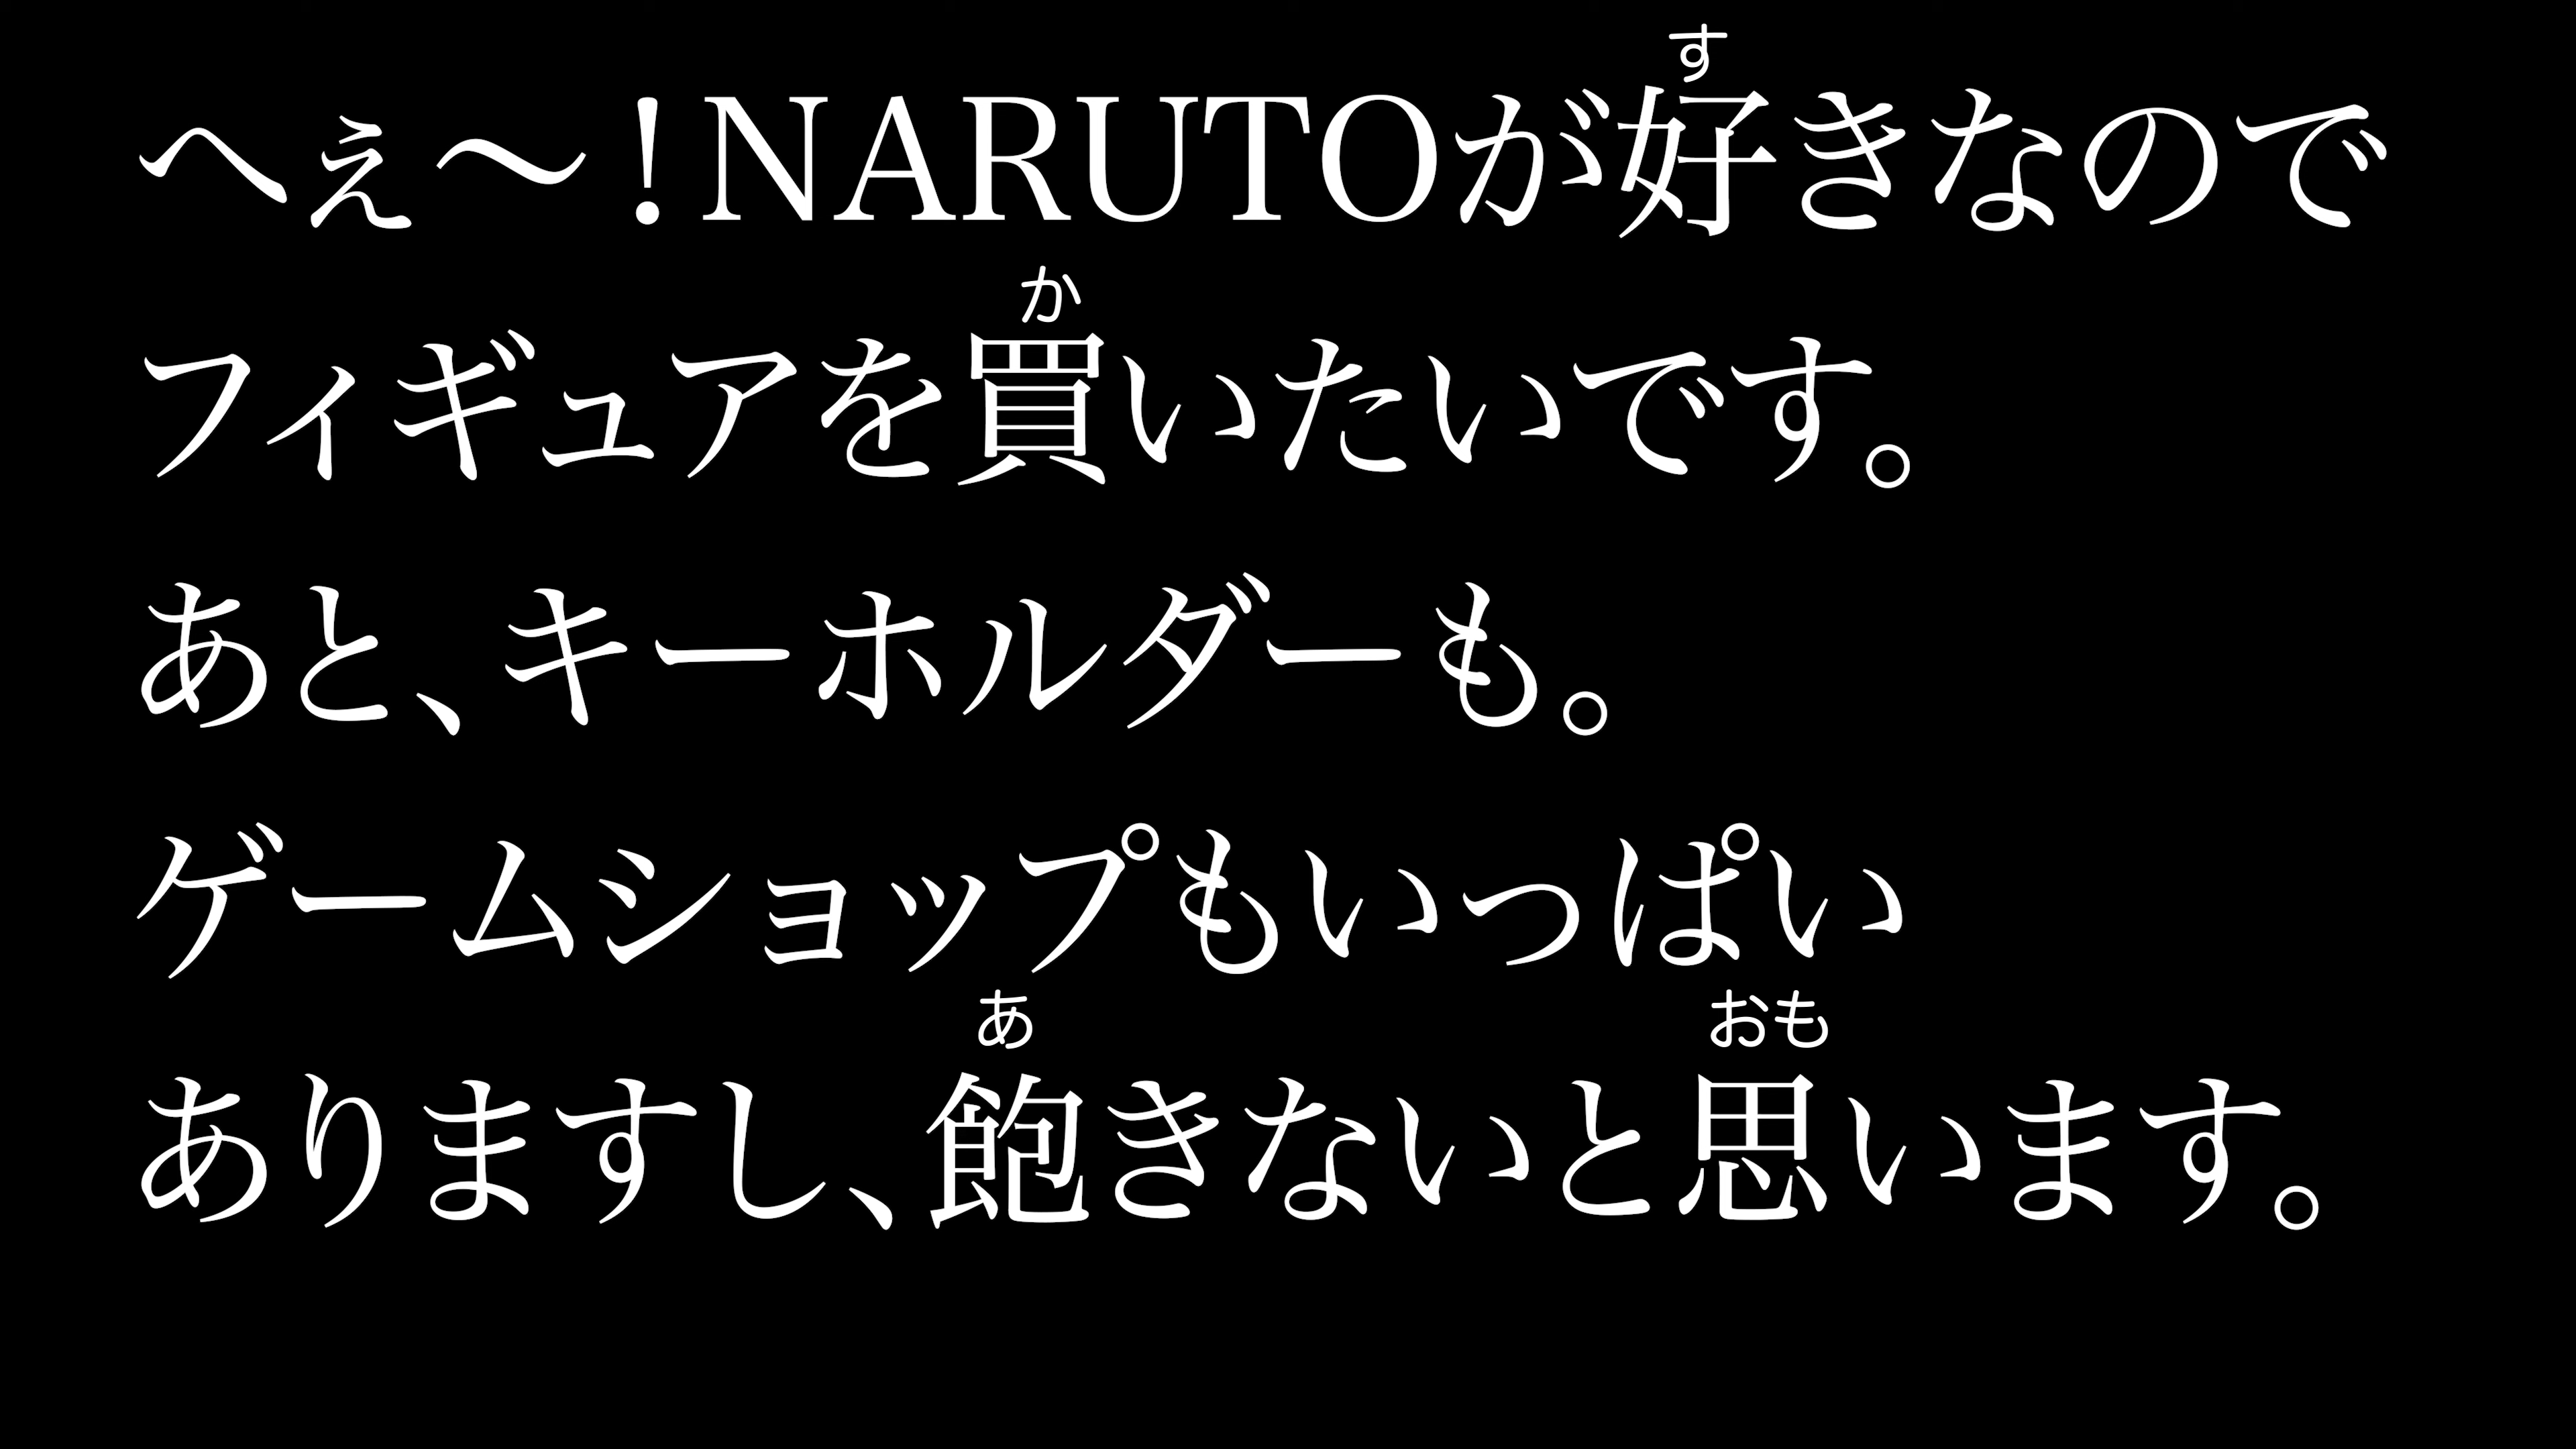 へぇ〜！NARUTOが好きなので
フィギュアを買いたいです。
あと、キーホルダーも。
ゲームショップもいっぱい
ありますし、飽きないと思います。